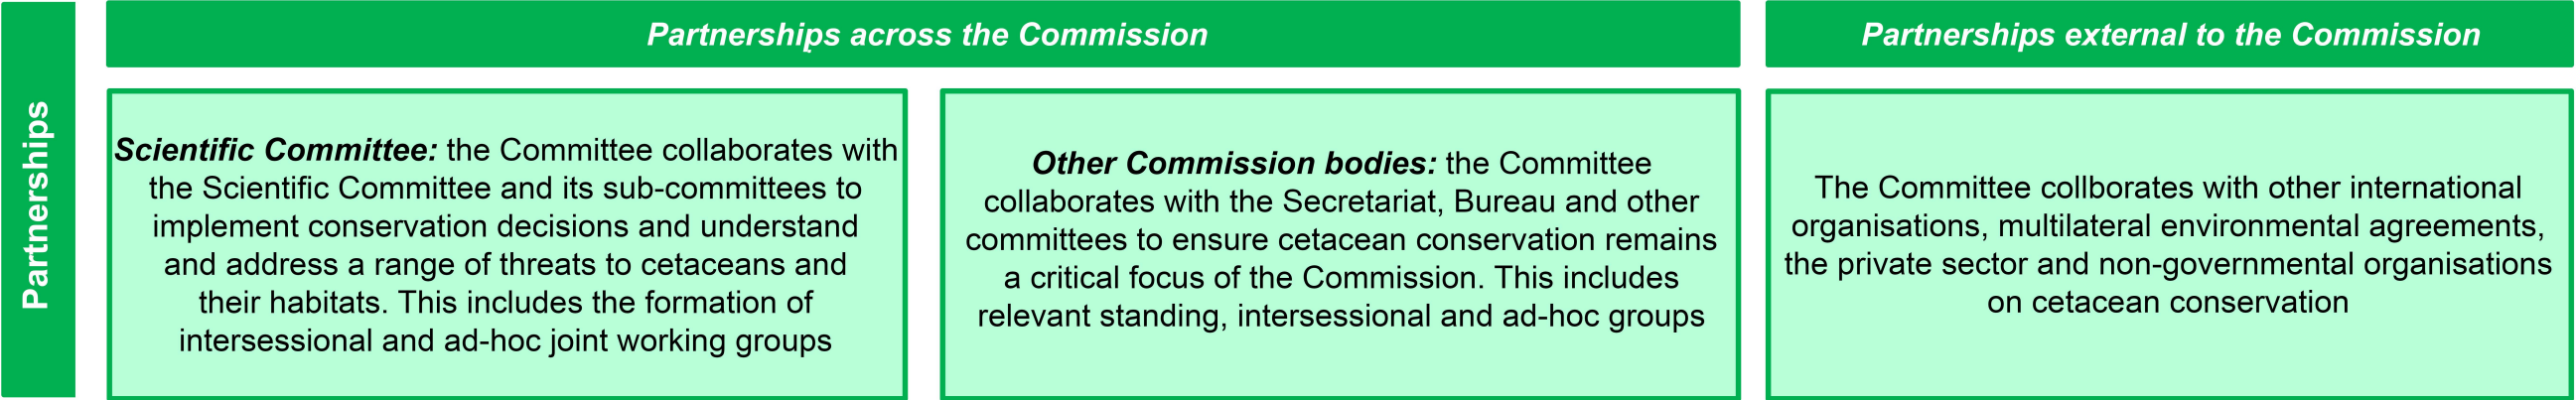 Partnerships
Partnerships across the Commission
Partnerships external to the Commission
Scientific Committee: the Committee collaborates with
the Scientific Committee and its sub-committees to
implement conservation decisions and understand
and address a range of threats to cetaceans and
their habitats. This includes the formation of
intersessional and ad-hoc joint working groups
Other Commission bodies: the Committee
collaborates with the Secretariat, Bureau and other
committees to ensure cetacean conservation remains
a critical focus of the Commission. This includes
relevant standing, intersessional and ad-hoc groups
The Committee collborates with other international
organisations, multilateral environmental agreements,
the private sector and non-governmental organisations
on cetacean conservation